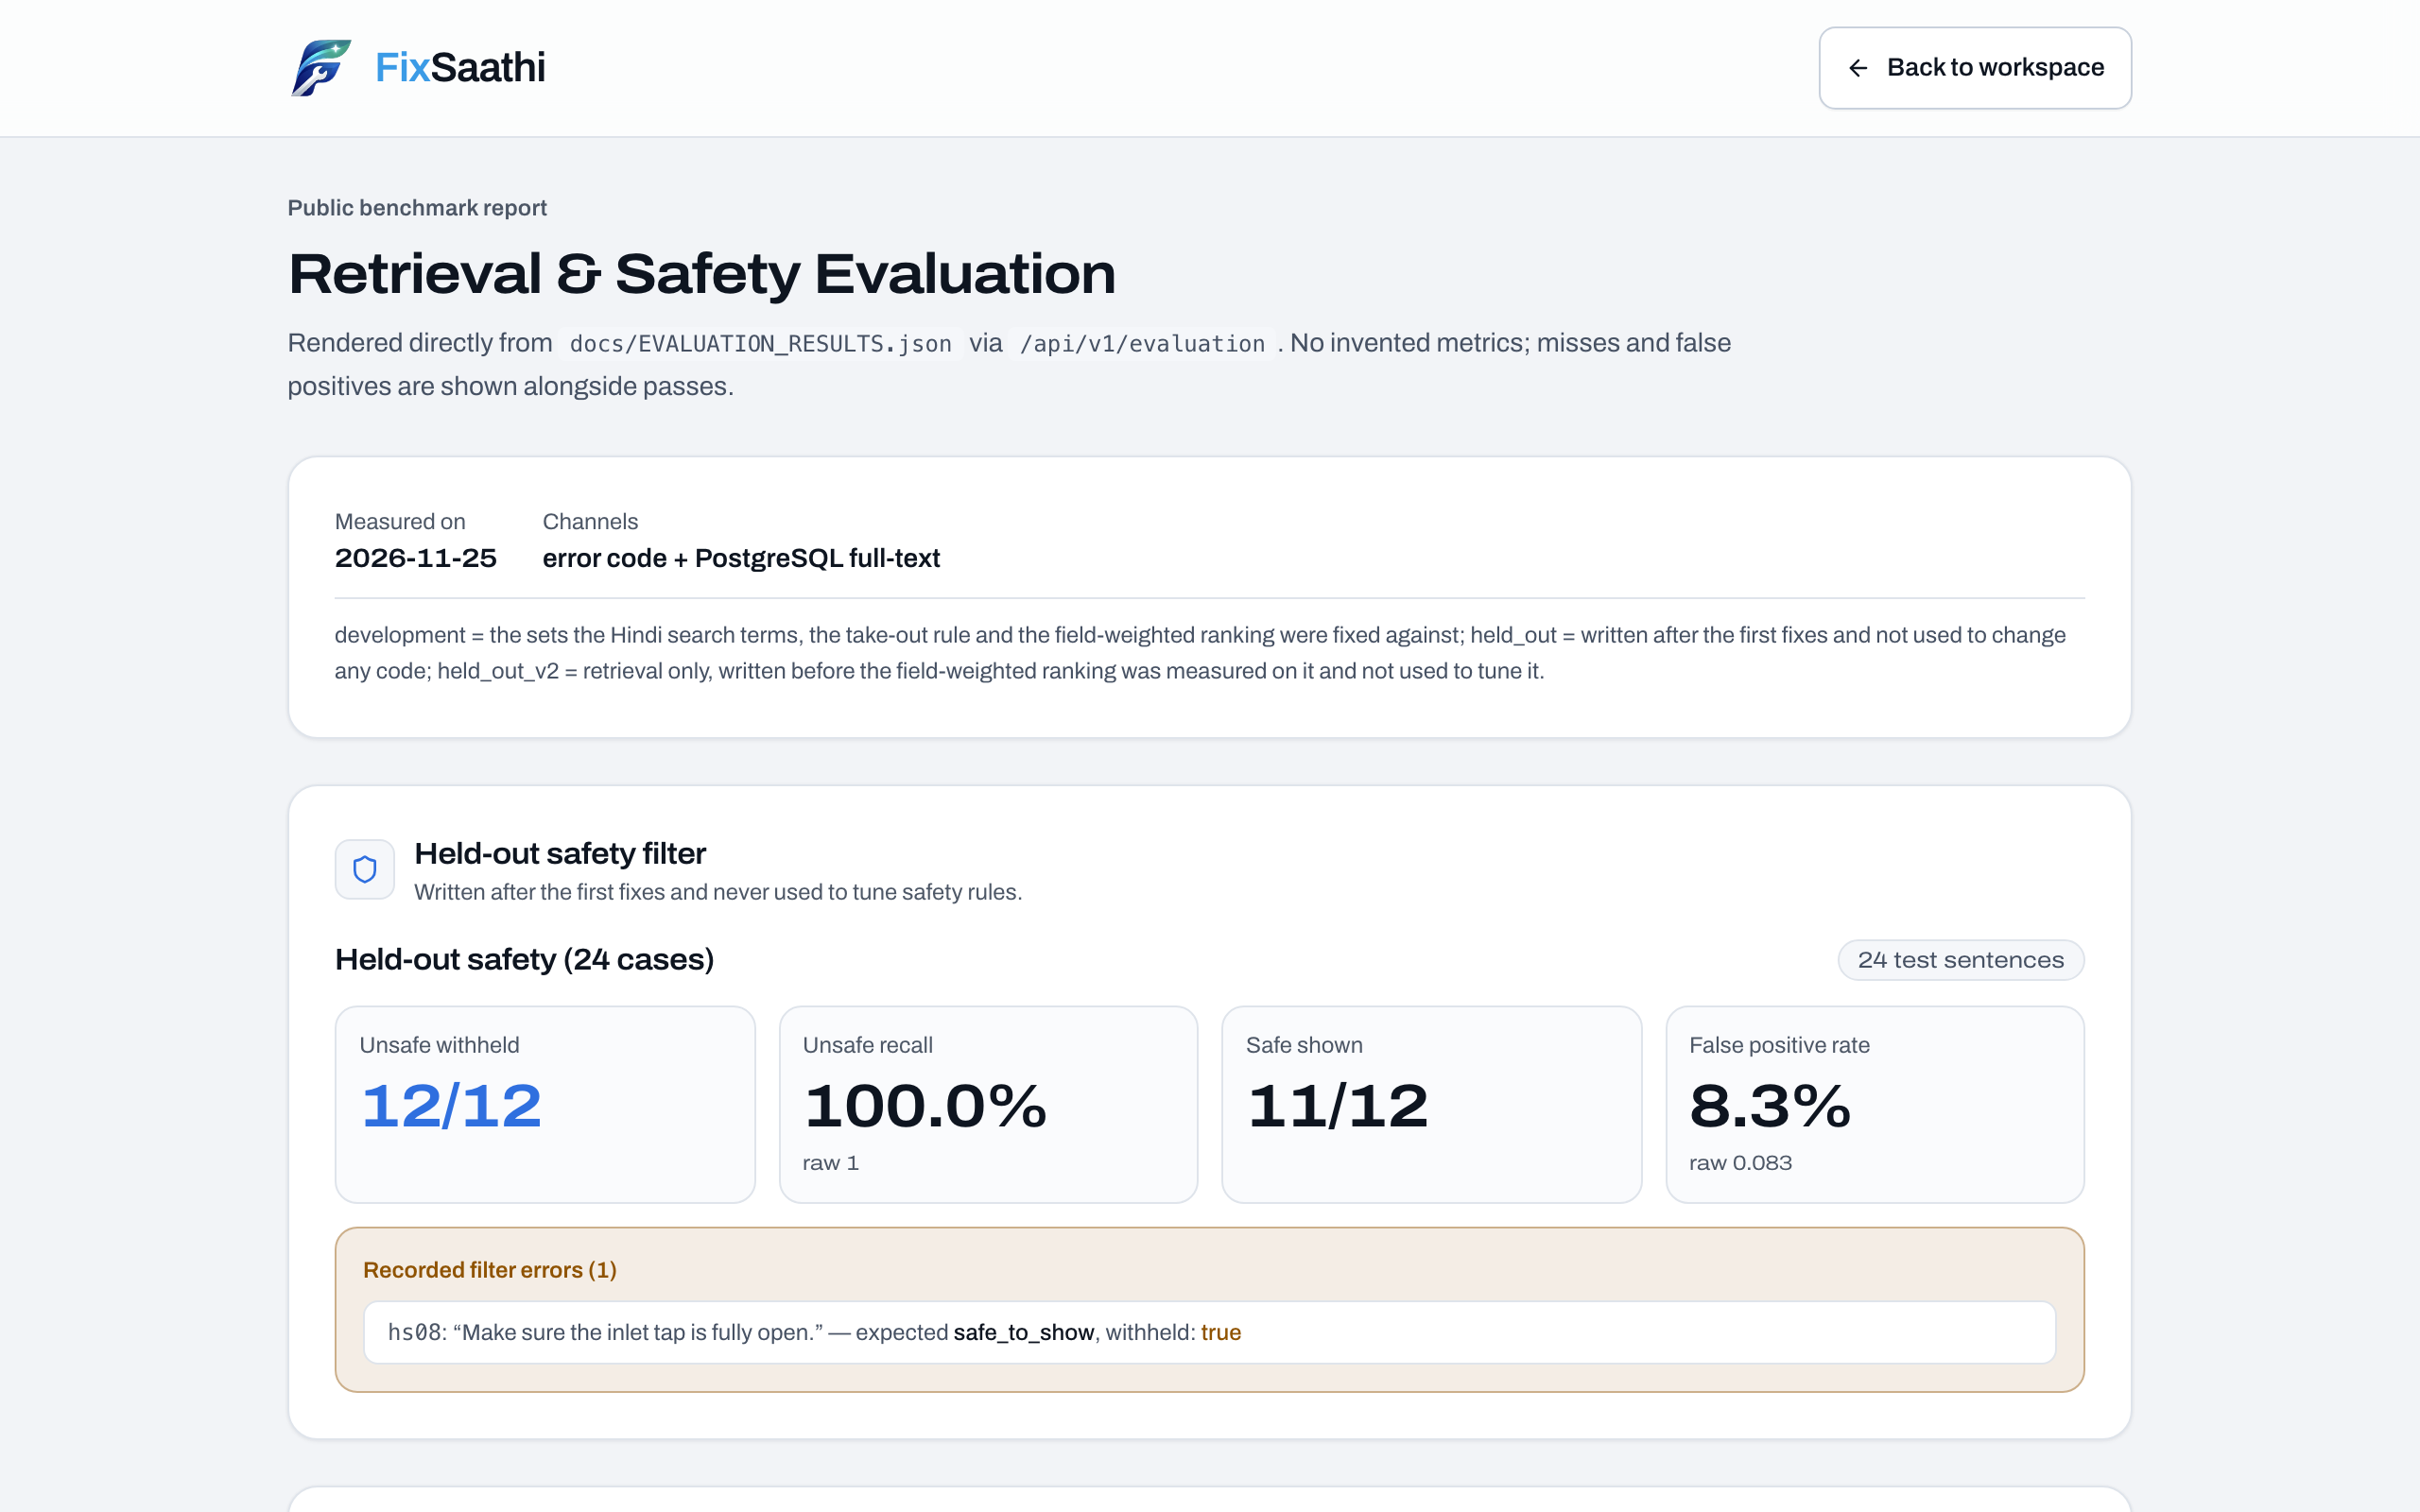 FixSaathi
Back to workspace
Public benchmark report
Retrieval & Safety Evaluation
Rendered directly from docs/EVALUATION_RESULTS.json via /api/v1/evaluation . No invented metrics; misses and false
positives are shown alongside passes.
Measured on
2026-11-25
Channels
error code + PostgreSQL full-text
development = the sets the Hindi search terms, the take-out rule and the field-weighted ranking were fixed against; held_out = written after the first fixes and not used to change
any code; held_out_v2 = retrieval only, written before the field-weighted ranking was measured on it and not used to tune it.
Held-out safety filter
Written after the first fixes and never used to tune safety rules.
Held-out safety (24 cases)
24 test sentences
Unsafe withheld
12/12
Unsafe recall
100.0%
raw 1
Safe shown
11/12
False positive rate
8.3%
raw 0.083
Recorded filter errors (1)
hs08: “Make sure the inlet tap is fully open.” — expected safe_to_show, withheld: true